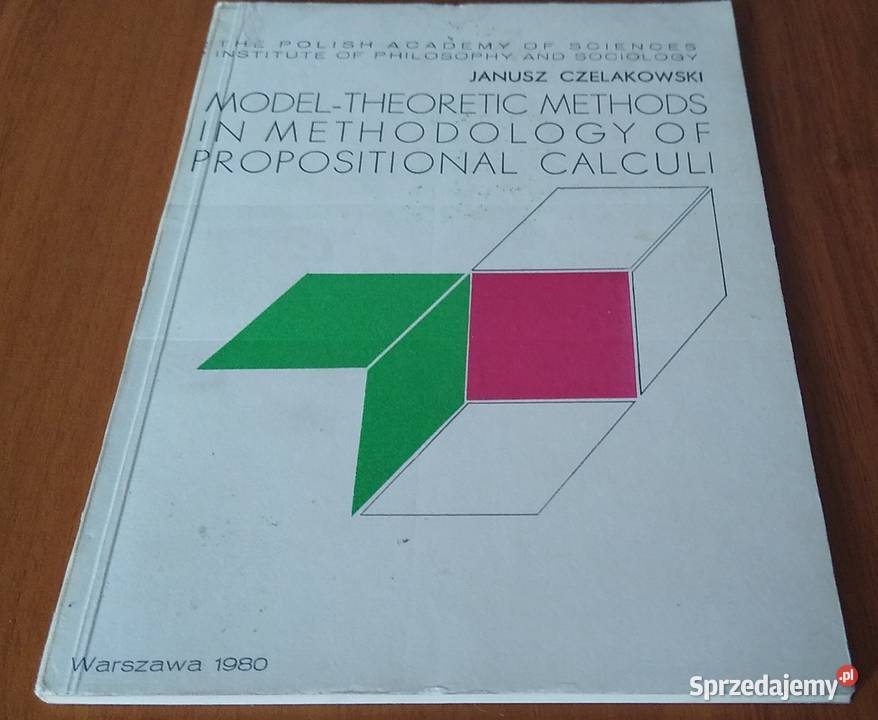 THE POLISH ACADEMY OF SCIENCES
INSTITUTE OF PHILOSOPHY AND SOCIOLOGY
JANUSZ CZELAKOWSKI
MODEL-THEORETIC METHODS
IN METHODOLOGY OF
PROPOSITIONAL CALCULI
Warszawa 1980
Sprzedajemy.pl